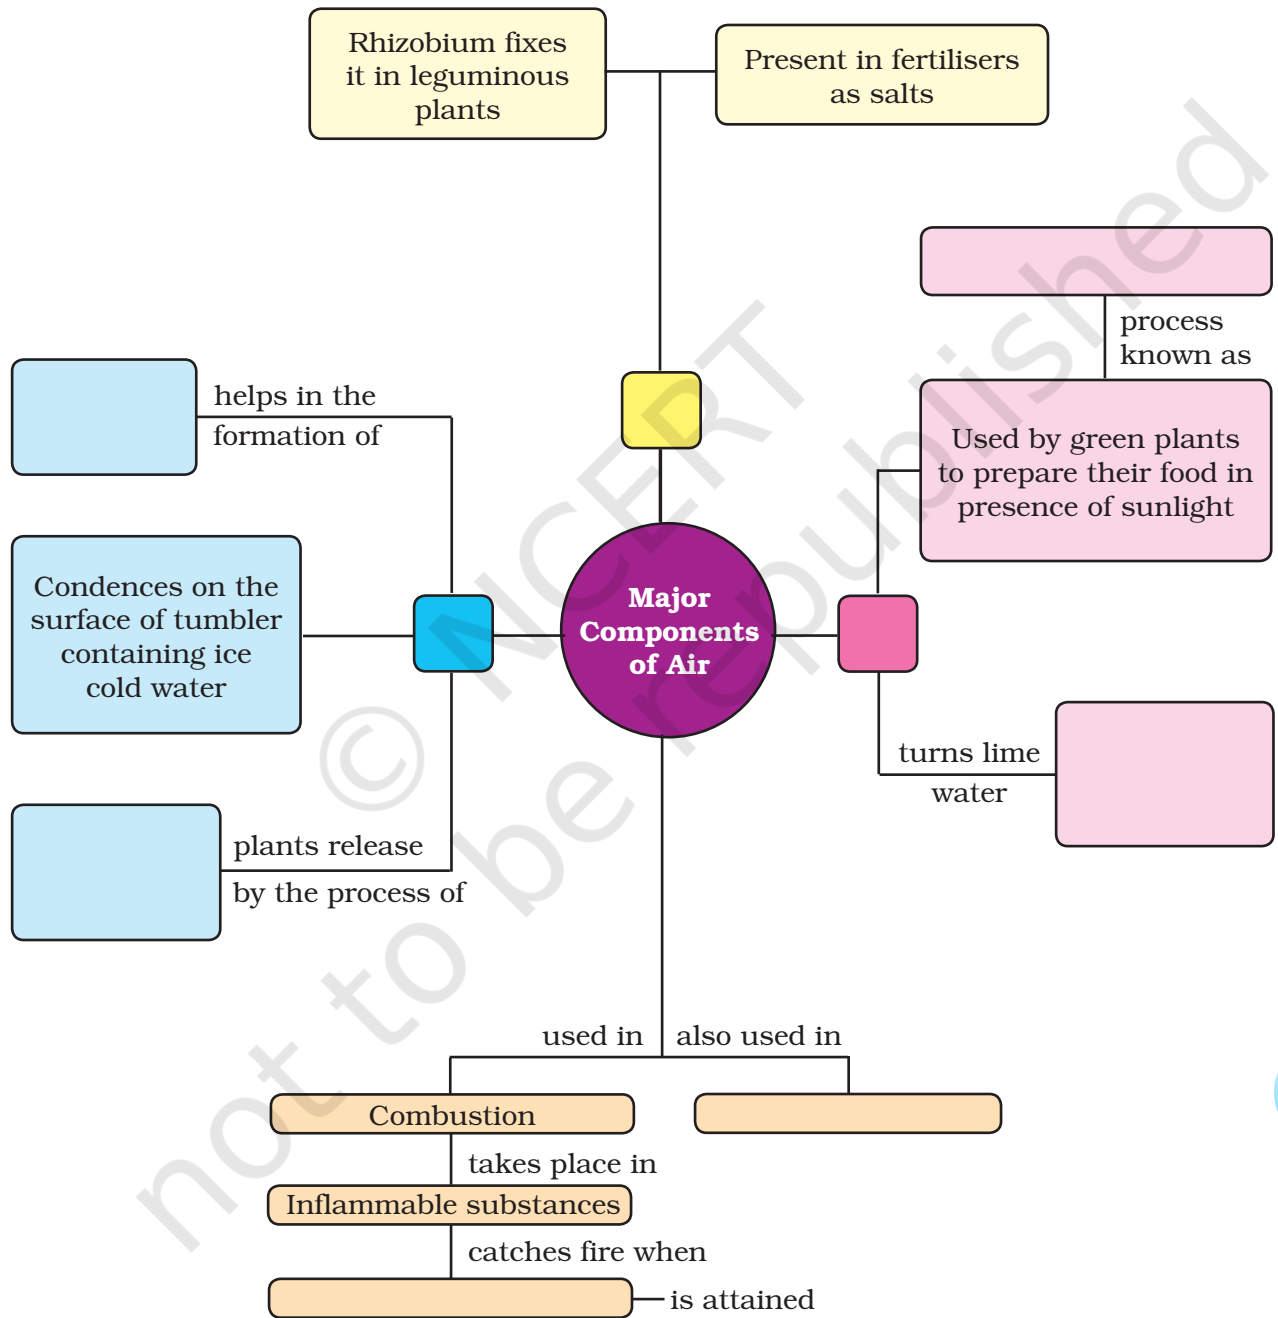 Rhizobium fixes
it in leguminous
plants
Present in fertilisers
as salts
process
known as
helps in the
formation of
Used by green plants
to prepare their food in
presence of sunlight
Condences on the
surface of tumbler
containing ice
cold water
Major
Components
of Air
turns lime
water
plants release
by the process of
used in
also used in
Combustion
takes place in
Inflammable substances
catches fire when
is attained
© NCERT
not to be republished